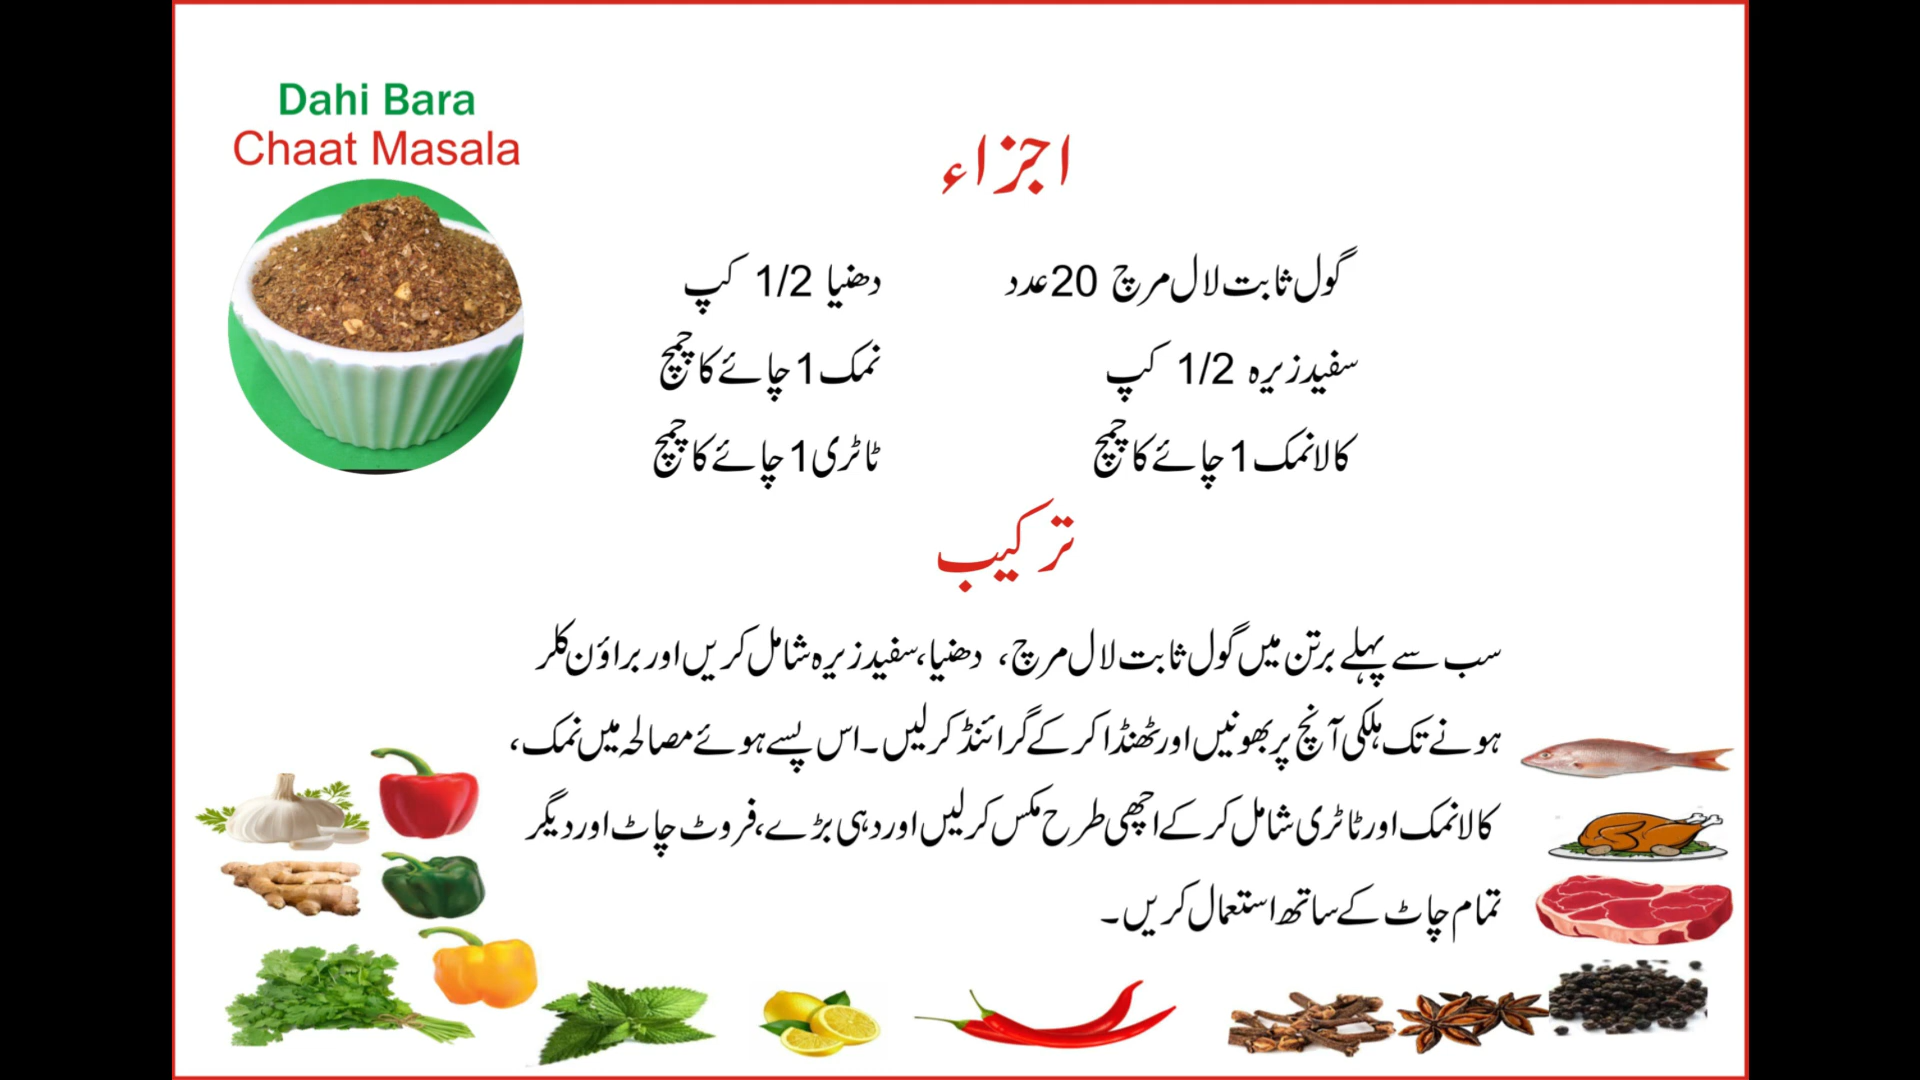 Dahi Bara
Chaat Masala
اجزاء
گول ثابت لال مرچ 20 عدد
دھنیا 1/2 کپ
سفید زیرہ 1/2 کپ
نمک 1 چائے کا چمچ
کالا نمک 1 چائے کا چمچ
ٹاٹری 1 چائے کا چمچ
ترکیب
سب سے پہلے برتن میں گول ثابت لال مرچ، دھنیا، سفید زیرہ شامل کریں اور براؤن کلر
ہونے تک ہلکی آنچ پر بھونیں اور ٹھنڈا کر کے گرائنڈ کر لیں۔ اس پسے ہوئے مصالحہ میں نمک،
کالا نمک اور ٹاٹری شامل کر کے اچھی طرح مکس کر لیں اور دہی بڑے، فروٹ چاٹ اور دیگر
تمام چاٹ کے ساتھ استعمال کریں۔